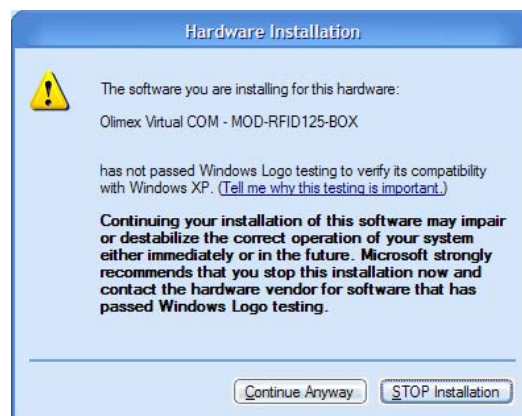 Hardware Installation
The software you are installing for this hardware:
Olimex Virtual COM - MOD-RFID125-BOX
has not passed Windows Logo testing to verify its compatibility
with Windows XP. (Tell me why this testing is important.)
Continuing your installation of this software may impair
or destabilize the correct operation of your system
either immediately or in the future. Microsoft strongly
recommends that you stop this installation now and
contact the hardware vendor for software that has
passed Windows Logo testing.
Continue Anyway STOP Installation